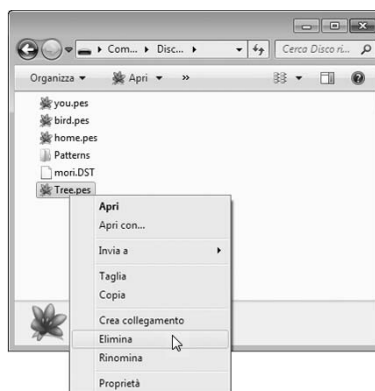 Com... Disc... Cerca Disco ri...
Organizza Apri »
you.pes
bird.pes
home.pes
Patterns
mori.DST
Tree.pes
Apri
Apri con...
Invia a
Taglia
Copia
Crea collegamento
Elimina
Rinomina
Proprietà